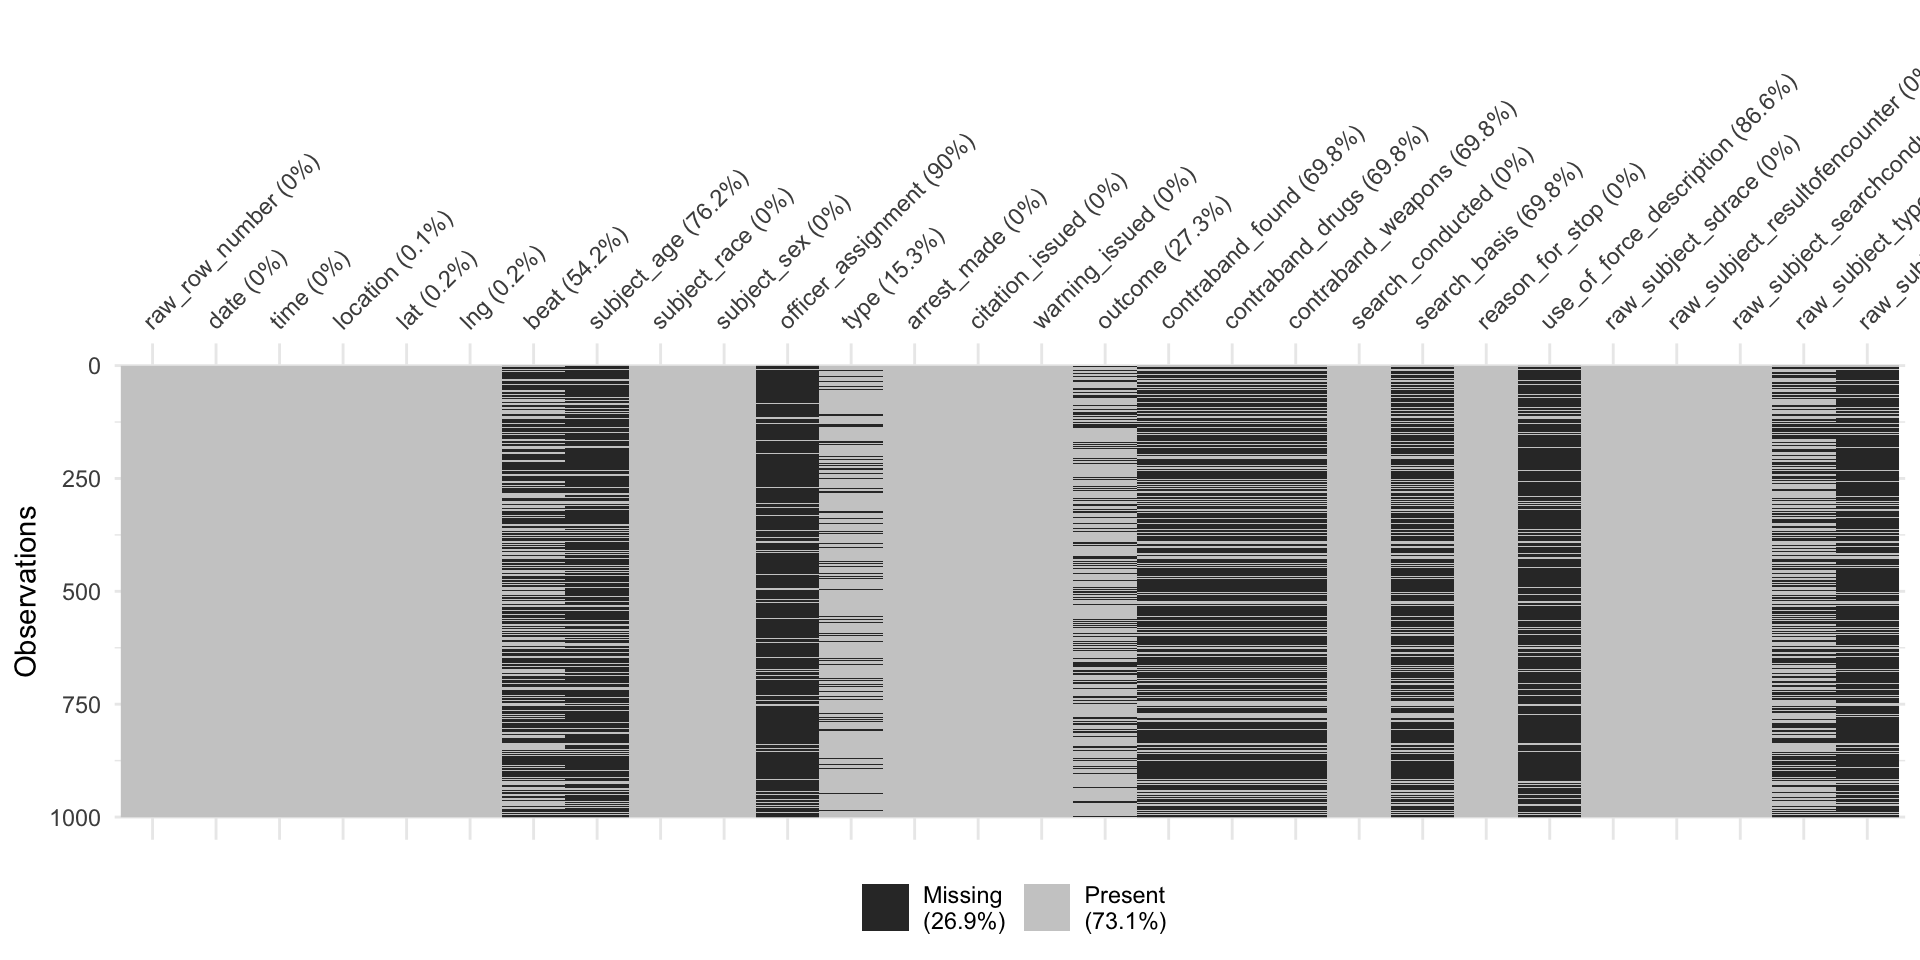 raw_row_number (0%)
date (0%)
time (0%)
location (0.1%)
lat (0.2%)
lng (0.2%)
beat (54.2%)
subject_age (76.2%)
subject_race (0%)
subject_sex (0%)
officer_assignment (90%)
type (15.3%)
arrest_made (0%)
citation_issued (0%)
warning_issued (0%)
outcome (27.3%)
contraband_found (69.8%)
contraband_drugs (69.8%)
contraband_weapons (69.8%)
search_conducted (0%)
search_basis (69.8%)
reason_for_stop (0%)
use_of_force_description (86.6%)
raw_subject_sdrace (0%)
raw_subject_resultofencounter (0%
raw_subject_searchcond
raw_subject_typ
raw_sub
0
250
500
750
1000
Observations
Missing
(26.9%)
Present
(73.1%)